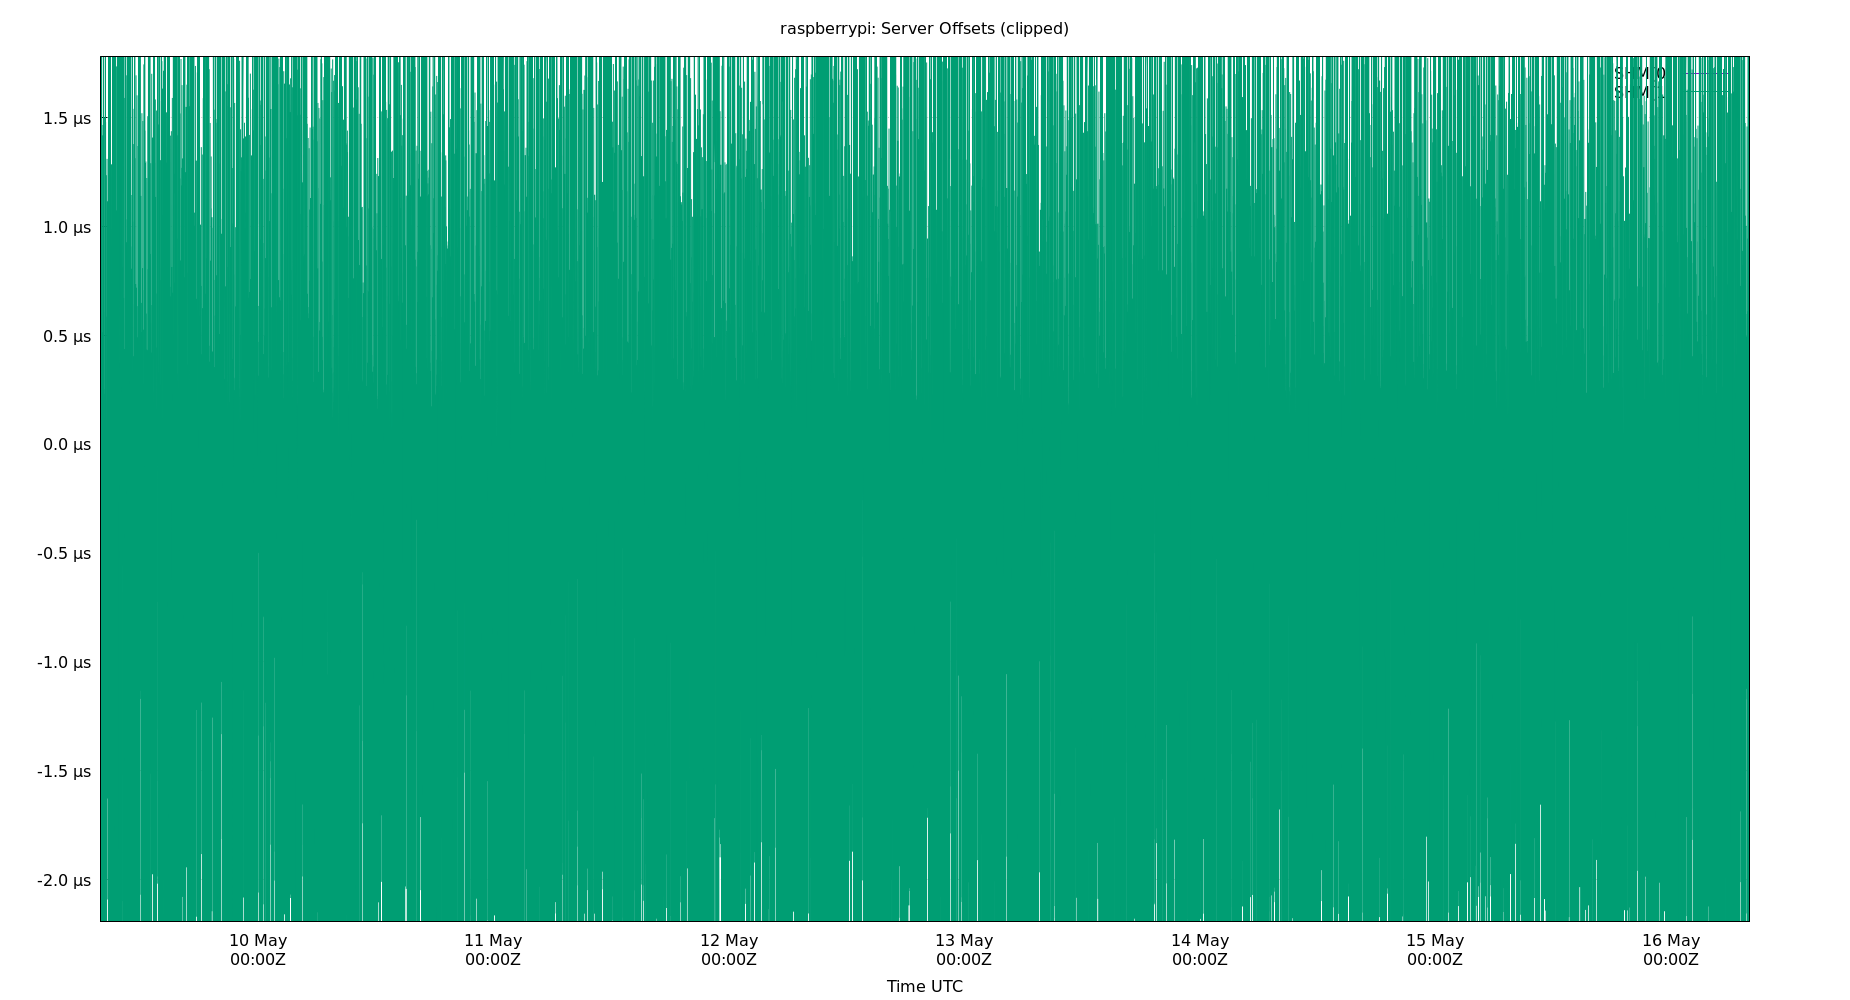 raspberrypi: Server Offsets (clipped)
1.5 µs
1.0 µs
0.5 µs
0.0 µs
-0.5 µs
-1.0 µs
-1.5 µs
-2.0 µs
10 May 11 May 12 May 13 May 14 May 15 May 16 May
00:00Z 00:00Z 00:00Z 00:00Z 00:00Z 00:00Z 00:00Z
Time UTC